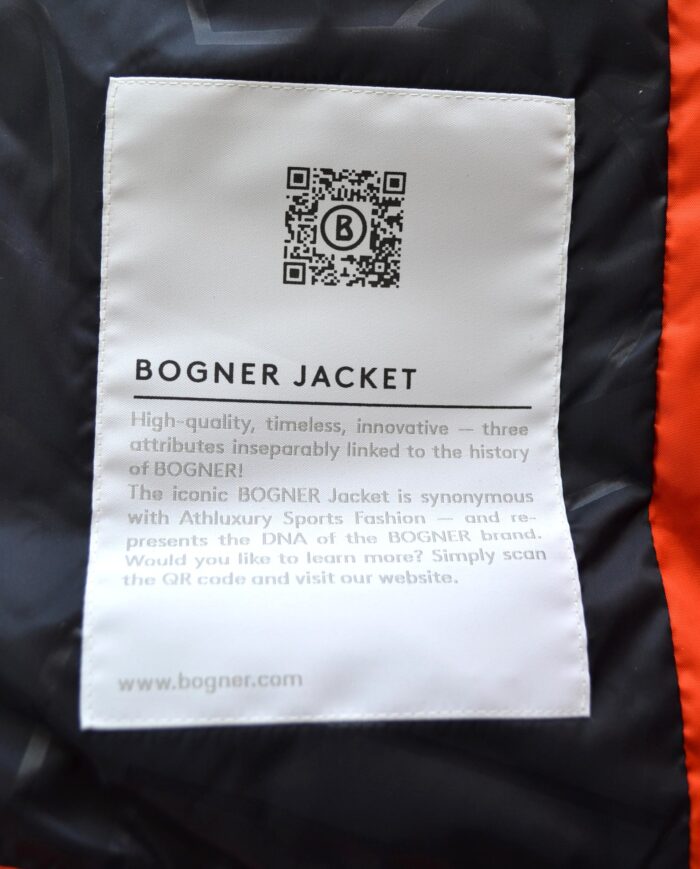 B
BOGNER JACKET
High-quality, timeless, innovative — three
attributes inseparably linked to the history
of BOGNER!
The iconic BOGNER Jacket is synonymous
with Athluxury Sports Fashion — and re-
presents the DNA of the BOGNER brand.
Would you like to learn more? Simply scan
the QR code and visit our website.
www.bogner.com